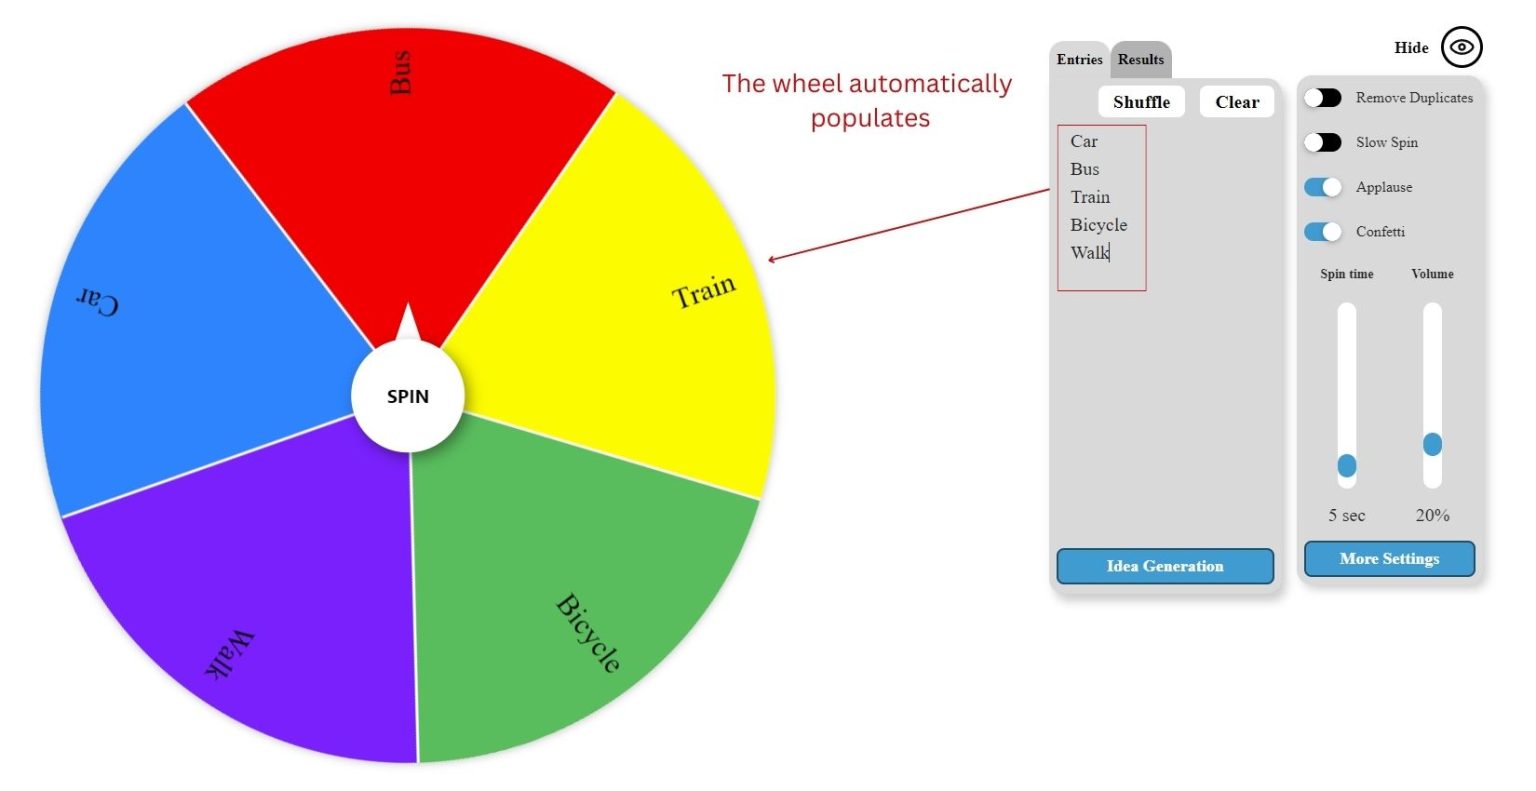 Bus
Train
Bicycle
Walk
Car
SPIN
The wheel automatically
populates
Entries
Results
Shuffle
Clear
Car
Bus
Train
Bicycle
Walk
Idea Generation
Hide
Remove Duplicates
Slow Spin
Applause
Confetti
Spin time
Volume
5 sec
20%
More Settings